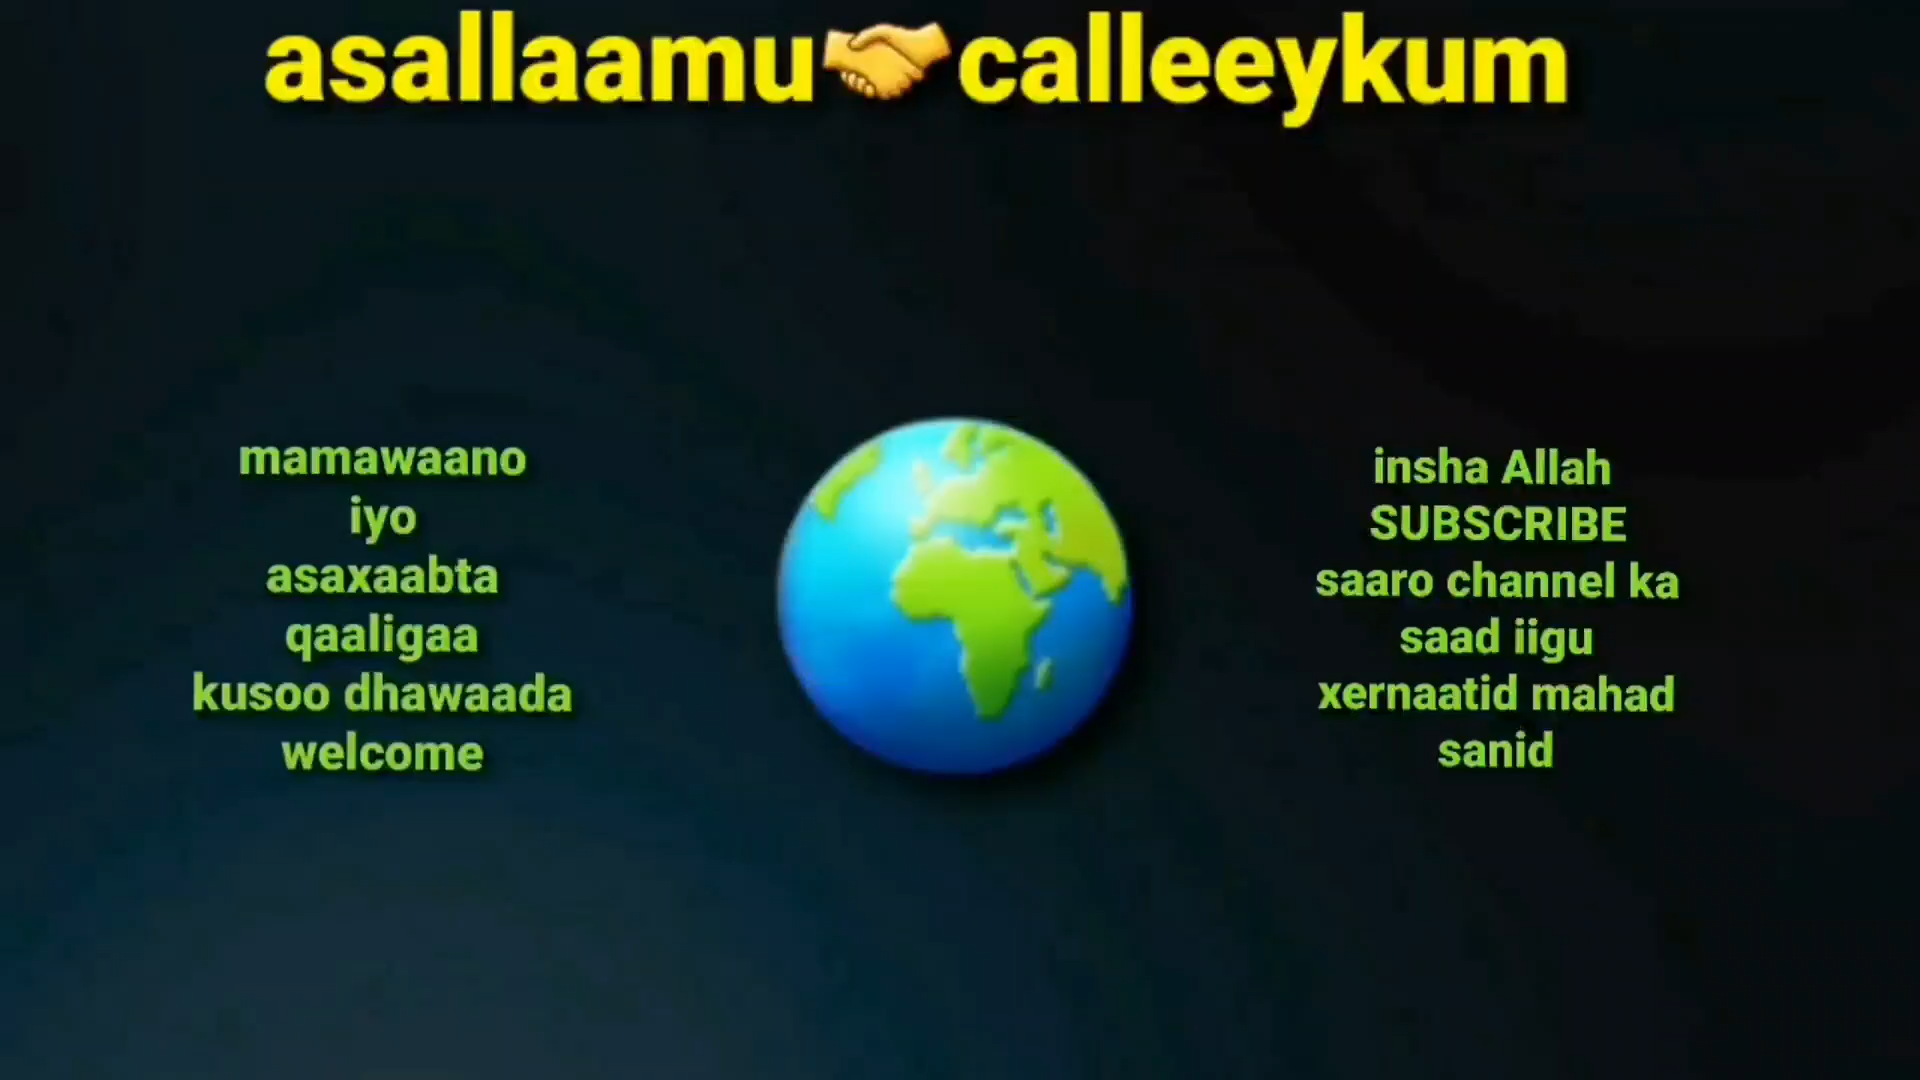 asallaamu🤝calleeykum
mamawaano
iyo
asaxaabta
qaaligaa
kusoo dhawaada
welcome
insha Allah
SUBSCRIBE
saaro channel ka
saad iigu
xernaatid mahad
sanid